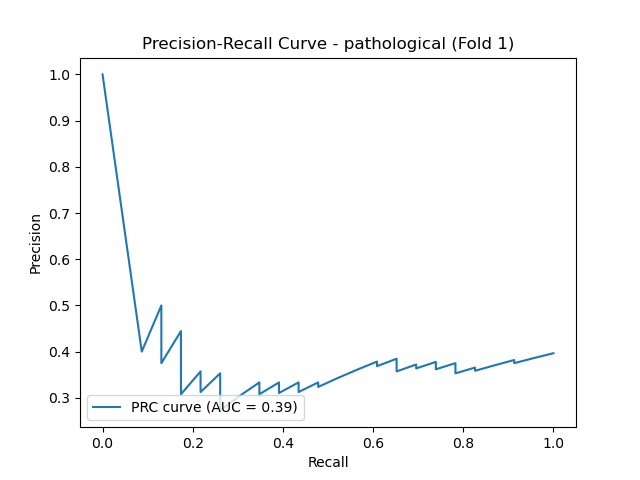 Precision-Recall Curve - pathological (Fold 1)
1.0
0.9
0.8
0.7
0.6
0.5
0.4
0.3
Precision
PRC curve (AUC = 0.39)
0.0 0.2 0.4 0.6 0.8 1.0
Recall